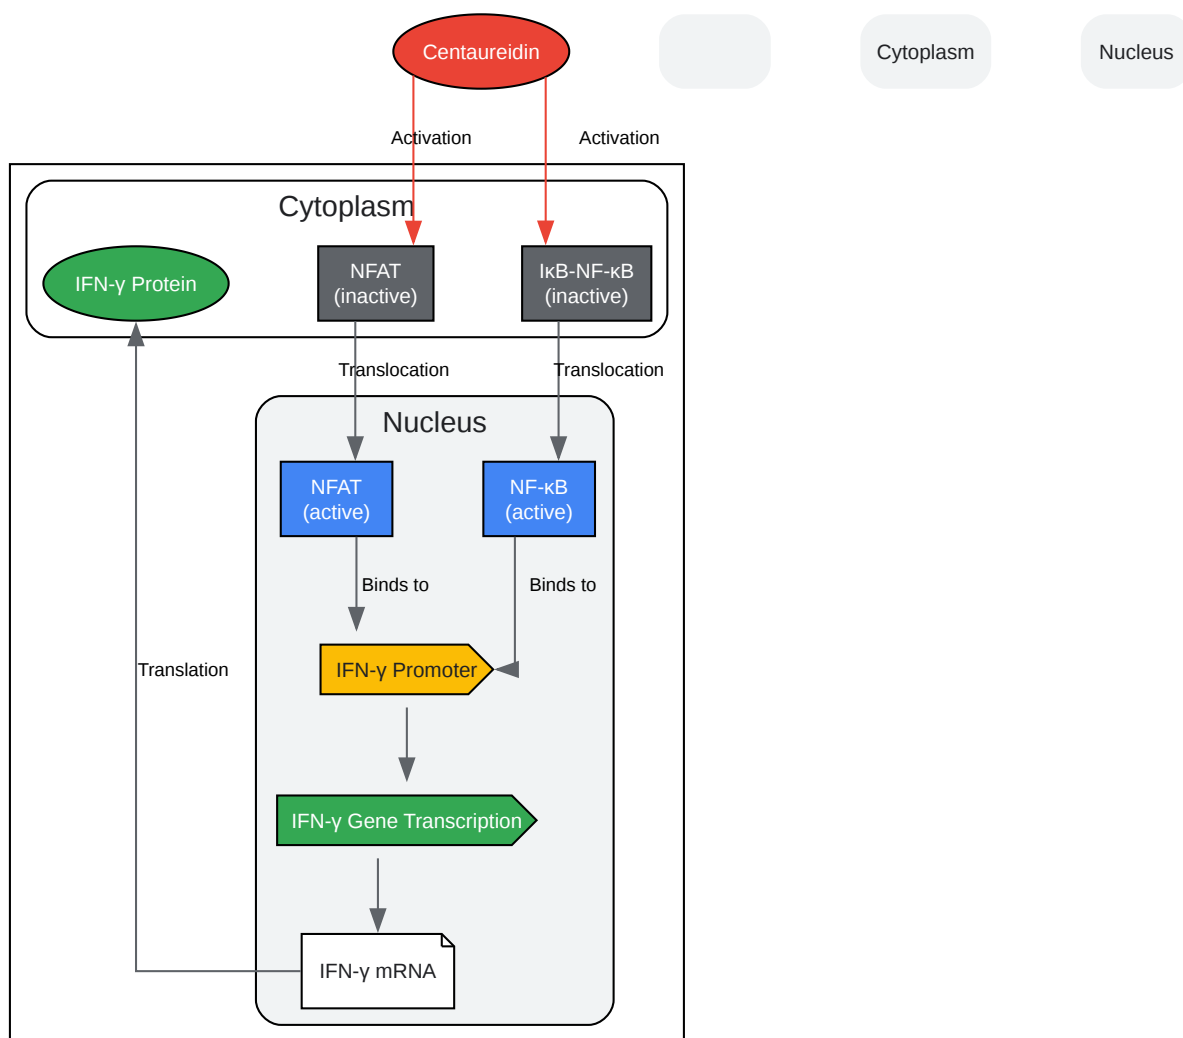 Centaureidin
Cytoplasm
Nucleus
Activation
Activation
Cytoplasm
IFN-γ Protein
NFAT
(inactive)
IκB-NF-κB
(inactive)
Translocation
Translocation
Nucleus
NFAT
(active)
NF-κB
(active)
Binds to
Binds to
IFN-γ Promoter
Translation
IFN-γ Gene Transcription
IFN-γ mRNA